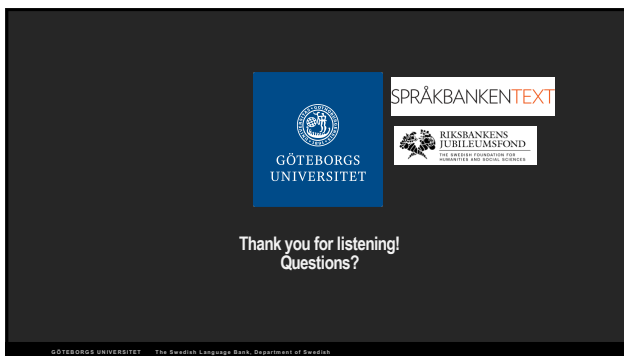 GÖTEBORGS
UNIVERSITET
SPRÅKBANKENTEXT
RIKSBANKENS
JUBILEUMSFOND
THE SWEDISH FOUNDATION FOR
HUMANITIES AND SOCIAL SCIENCES
Thank you for listening!
Questions?
GÖTEBORGS UNIVERSITET The Swedish Language Bank, Department of Swedish